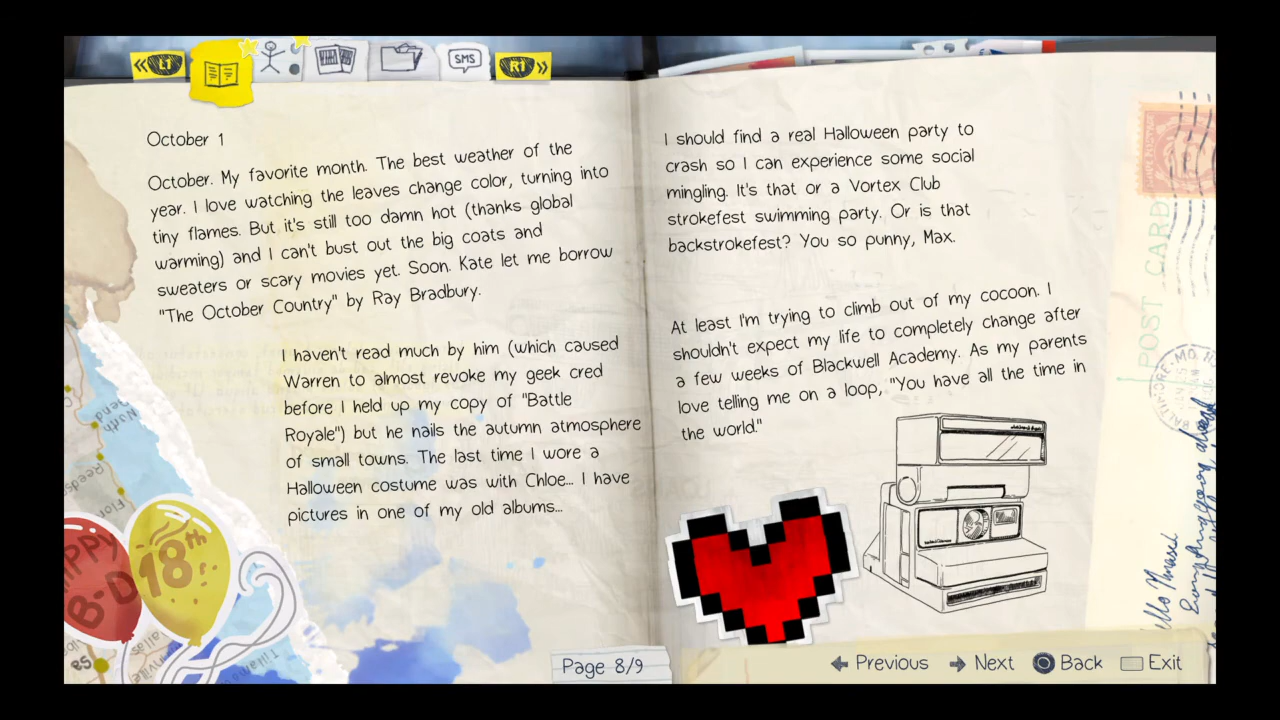 L1
SMS
R1
October 1
October. My favorite month. The best weather of the
year. I love watching the leaves change color, turning into
tiny flames. But it's still too damn hot (thanks global
warming) and I can't bust out the big coats and
sweaters or scary movies yet. Soon. Kate let me borrow
"The October Country" by Ray Bradbury.
I haven't read much by him (which caused
Warren to almost revoke my geek cred
before I held up my copy of "Battle
Royale") but he nails the autumn atmosphere
of small towns. The last time I wore a
Halloween costume was with Chloe... I have
pictures in one of my old albums...
HAPPY
B-D
18th
I should find a real Halloween party to
crash so I can experience some social
mingling. It's that or a Vortex Club
strokefest swimming party. Or is that
backstrokefest? You so punny, Max.
At least I'm trying to climb out of my cocoon. I
shouldn't expect my life to completely change after
a few weeks of Blackwell Academy. As my parents
love telling me on a loop, "You have all the time in
the world."
POST CARD
Page 8/9
Previous
Next
Back
Exit